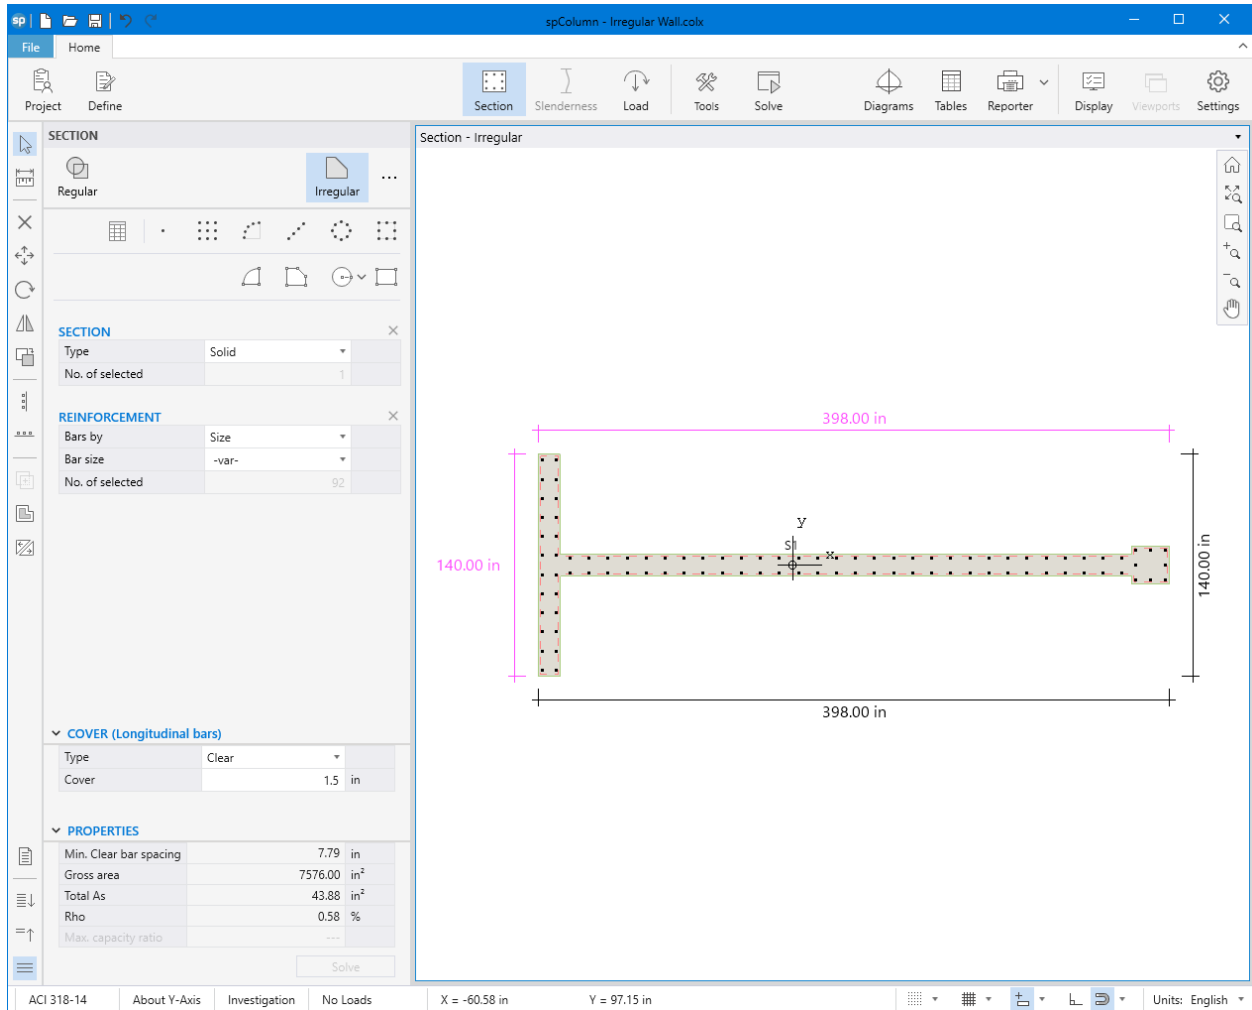 sp
spColumn - Irregular Wall.colx
File Home
Project Define Section Slenderness Load Tools Solve Diagrams Tables Reporter Display Viewports Settings
SECTION
Regular Irregular ...
SECTION
Type Solid
No. of selected 1
REINFORCEMENT
Bars by Size
Bar size -var-
No. of selected 92
COVER (Longitudinal bars)
Type Clear
Cover 1.5 in
PROPERTIES
Min. Clear bar spacing 7.79 in
Gross area 7576.00 in²
Total As 43.88 in²
Rho 0.58 %
Max. capacity ratio ---
Solve
Section - Irregular
398.00 in
140.00 in
y
S1
x
140.00 in
398.00 in
ACI 318-14 About Y-Axis Investigation No Loads X = -60.58 in Y = 97.15 in Units: English